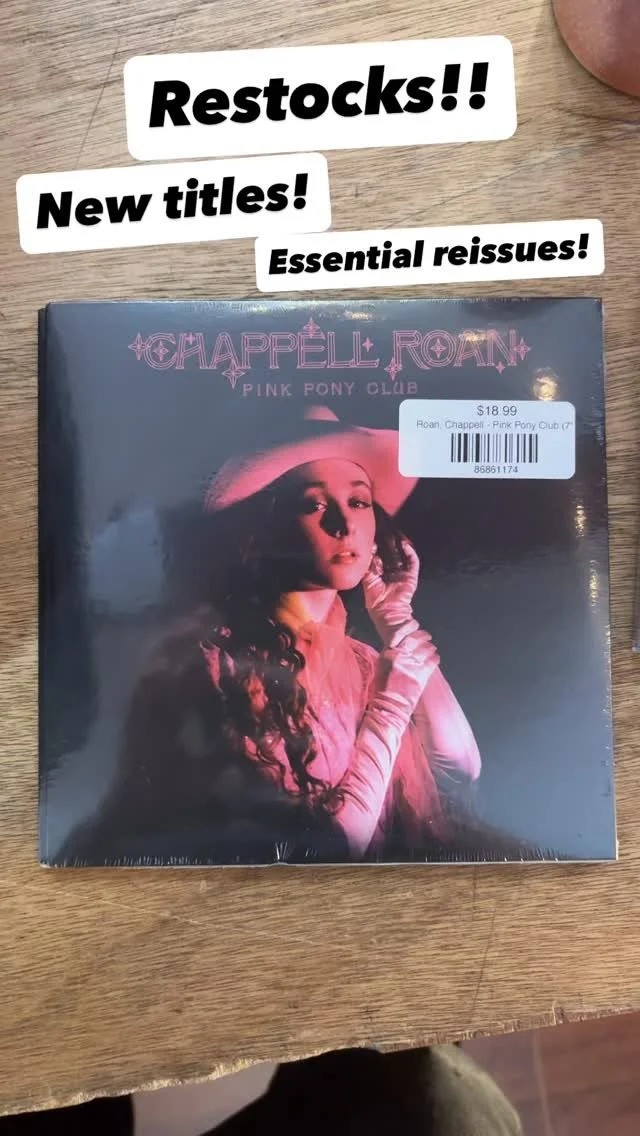 Restocks!!
New titles!
Essential reissues!
CHAPPELL ROAN
PINK PONY CLUB
$18.99
Roan, Chappell - Pink Pony Club (7"
86861174